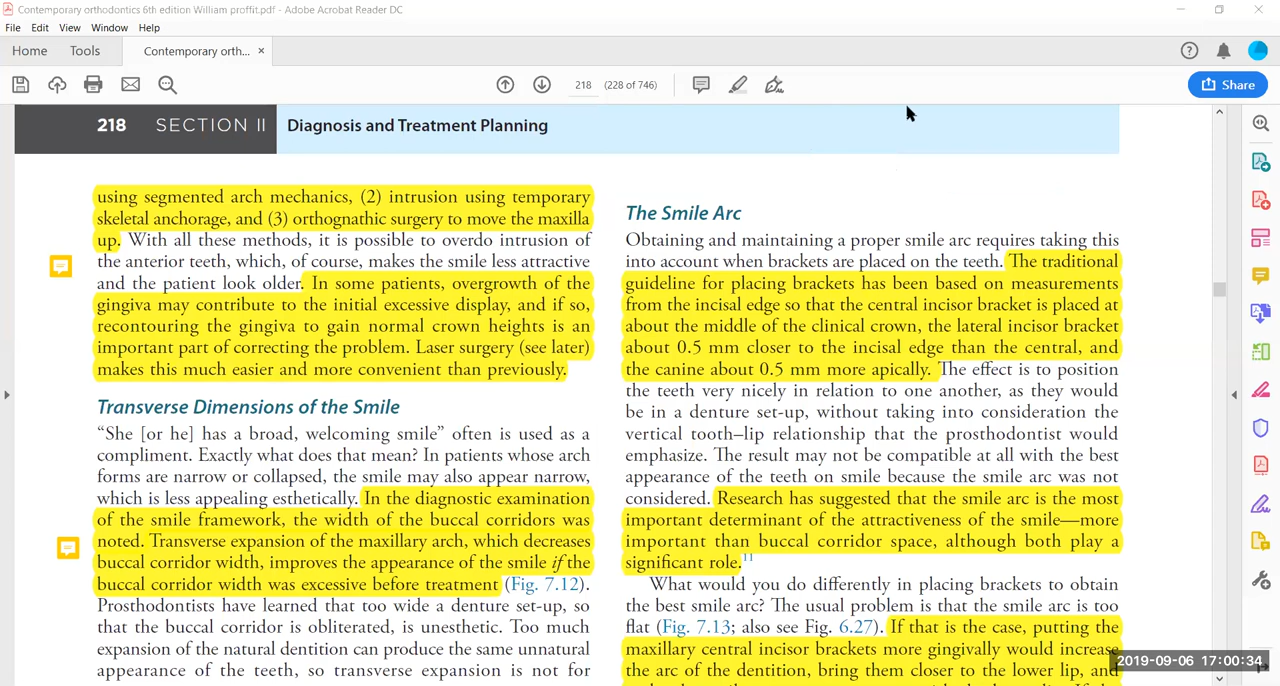 Contemporary orthodontics 6th edition William proffit.pdf - Adobe Acrobat Reader DC
File Edit View Window Help
Home Tools Contemporary orth... ×
218 (228 of 746) Share
218 SECTION II Diagnosis and Treatment Planning
using segmented arch mechanics, (2) intrusion using temporary
skeletal anchorage, and (3) orthognathic surgery to move the maxilla
up. With all these methods, it is possible to overdo intrusion of
the anterior teeth, which, of course, makes the smile less attractive
and the patient look older. In some patients, overgrowth of the
gingiva may contribute to the initial excessive display, and if so,
recontouring the gingiva to gain normal crown heights is an
important part of correcting the problem. Laser surgery (see later)
makes this much easier and more convenient than previously.
Transverse Dimensions of the Smile
“She [or he] has a broad, welcoming smile” often is used as a
compliment. Exactly what does that mean? In patients whose arch
forms are narrow or collapsed, the smile may also appear narrow,
which is less appealing esthetically. In the diagnostic examination
of the smile framework, the width of the buccal corridors was
noted. Transverse expansion of the maxillary arch, which decreases
buccal corridor width, improves the appearance of the smile if the
buccal corridor width was excessive before treatment (Fig. 7.12).
Prosthodontists have learned that too wide a denture set-up, so
that the buccal corridor is obliterated, is unesthetic. Too much
expansion of the natural dentition can produce the same unnatural
appearance of the teeth, so transverse expansion is not for
The Smile Arc
Obtaining and maintaining a proper smile arc requires taking this
into account when brackets are placed on the teeth. The traditional
guideline for placing brackets has been based on measurements
from the incisal edge so that the central incisor bracket is placed at
about the middle of the clinical crown, the lateral incisor bracket
about 0.5 mm closer to the incisal edge than the central, and
the canine about 0.5 mm more apically. The effect is to position
the teeth very nicely in relation to one another, as they would
be in a denture set-up, without taking into consideration the
vertical tooth–lip relationship that the prosthodontist would
emphasize. The result may not be compatible at all with the best
appearance of the teeth on smile because the smile arc was not
considered. Research has suggested that the smile arc is the most
important determinant of the attractiveness of the smile—more
important than buccal corridor space, although both play a
significant role.11
What would you do differently in placing brackets to obtain
the best smile arc? The usual problem is that the smile arc is too
flat (Fig. 7.13; also see Fig. 6.27). If that is the case, putting the
maxillary central incisor brackets more gingivally would increase
the arc of the dentition, bring them closer to the lower lip, and
2019-09-06 17:00:34